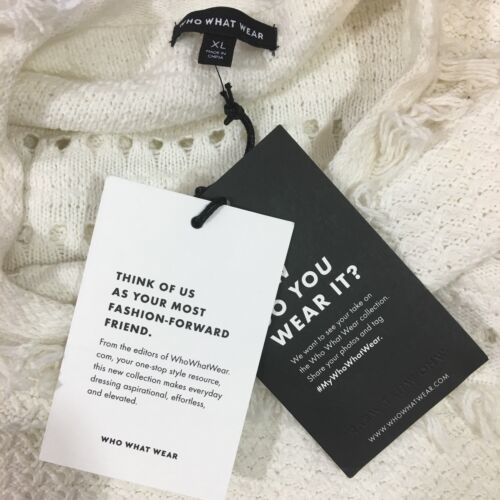 WHO WHAT WEAR
XL
MADE IN
CHINA
THINK OF US
AS YOUR MOST
FASHION-FORWARD
FRIEND.
From the editors of WhoWhatWear.
com, your one-stop style resource,
this new collection makes everyday
dressing aspirational, effortless,
and elevated.
WHO WHAT WEAR
W
O YOU
WEAR IT?
We want to see your take on
the Who What Wear collection.
Share your photos and tag
#MyWhoWhatWear.
WWW.WHOWHATWEAR.COM